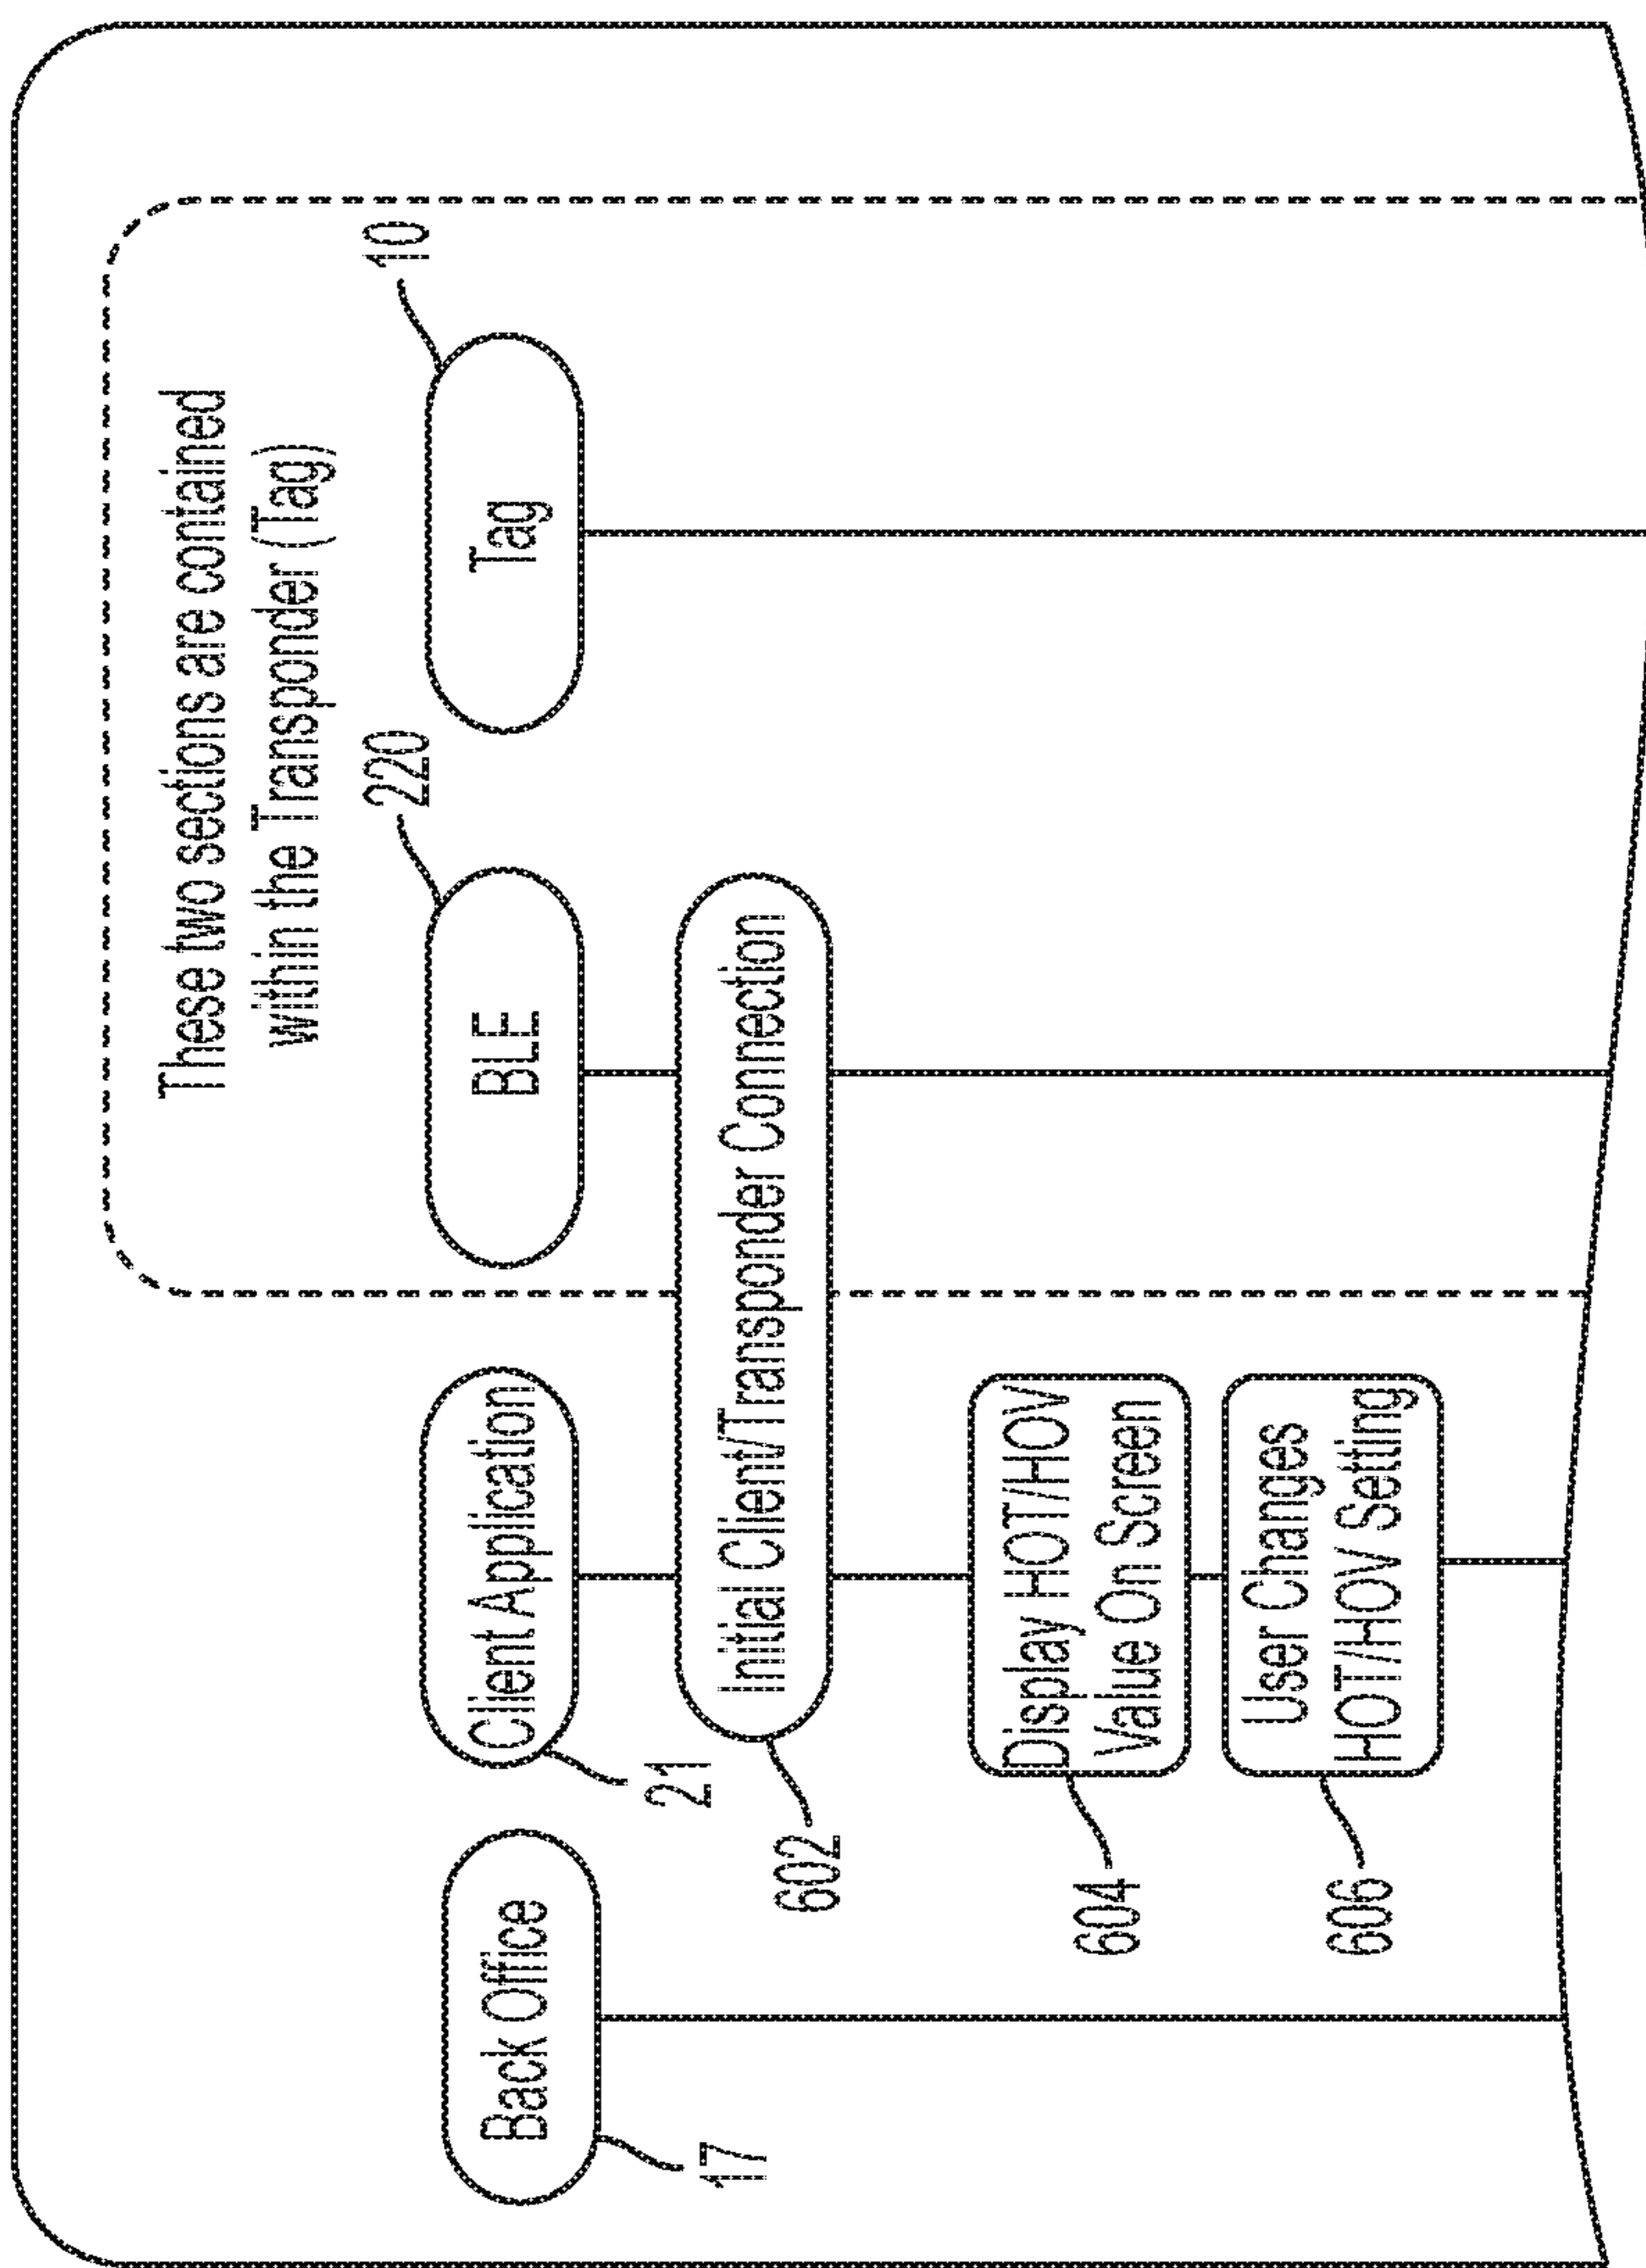 These two sections are contained
within the Transponder (Tag)
220
10
Back Office
Client Application
BLE
Tag
17
21
Initial Client/Transponder Connection
602
Display HOT/HOV
Value On Screen
604
User Changes
HOT/HOV Setting
606